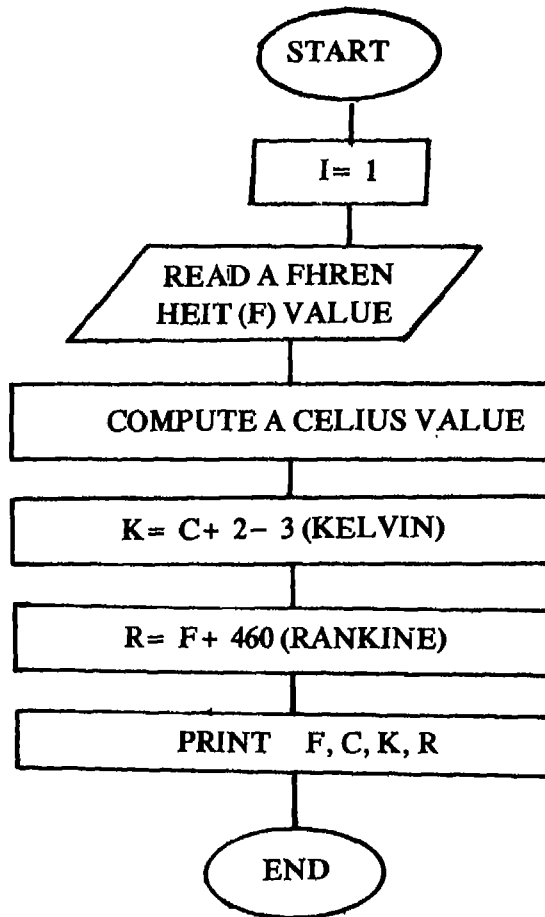 START
I= 1
READ A FHREN
HEIT (F) VALUE
COMPUTE A CELIUS VALUE
K= C+ 2- 3 (KELVIN)
R= F+ 460 (RANKINE)
PRINT F, C, K, R
END